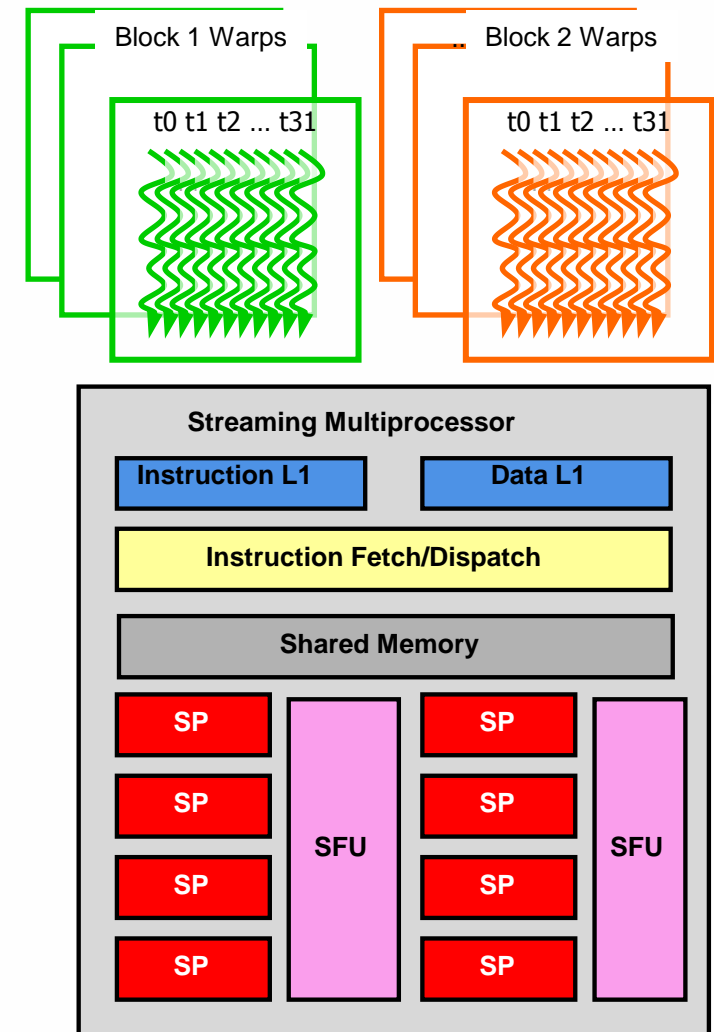 Block 1 Warps
.. Block 2 Warps
t0 t1 t2 ... t31
t0 t1 t2 ... t31
Streaming Multiprocessor
Instruction L1
Data L1
Instruction Fetch/Dispatch
Shared Memory
SP
SP
SP
SP
SFU
SFU
SP
SP
SP
SP